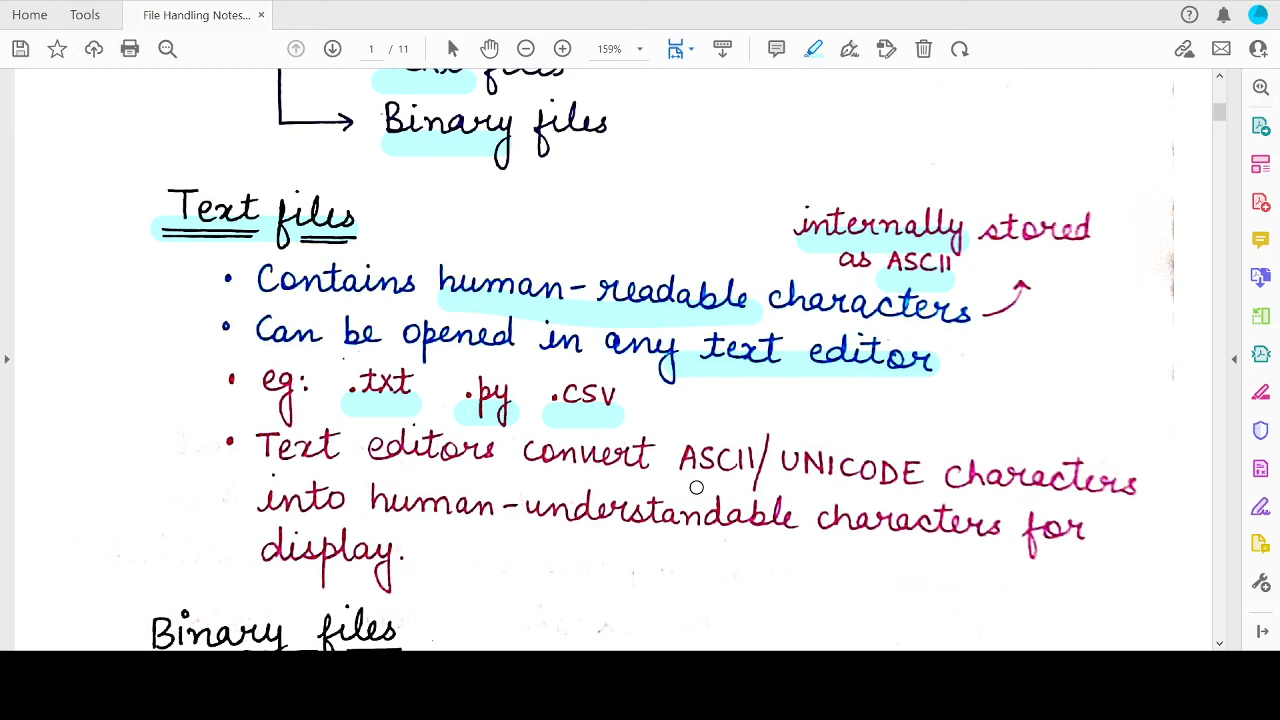 Home Tools File Handling Notes... ×
1 / 11 159%
Text files
Binary files
Text files
internally stored
as ASCII
• Contains human-readable characters
• Can be opened in any text editor
• eg: .txt .py .csv
• Text editors convert ASCII/UNICODE characters
into human-understandable characters for
display.
Binary files